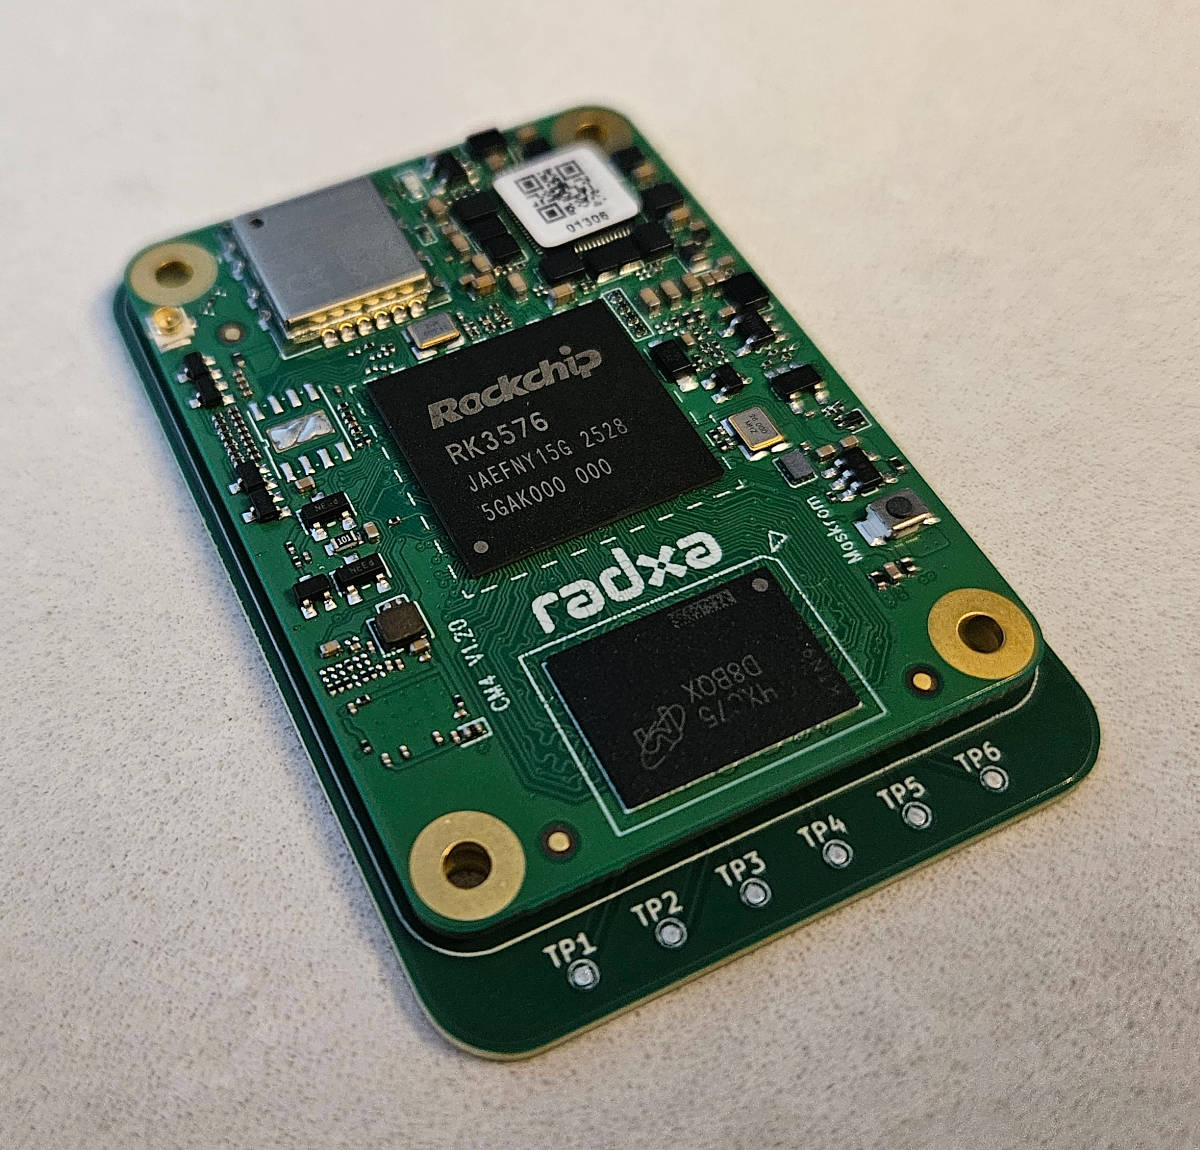 01306
Rockchip
RK3576
JAEFNY15G 2528
5GAK000 000
Maskrom
radxa
CM4 V1.20
101
4XC75
D8BQX
TP1
TP2
TP3
TP4
TP5
TP6